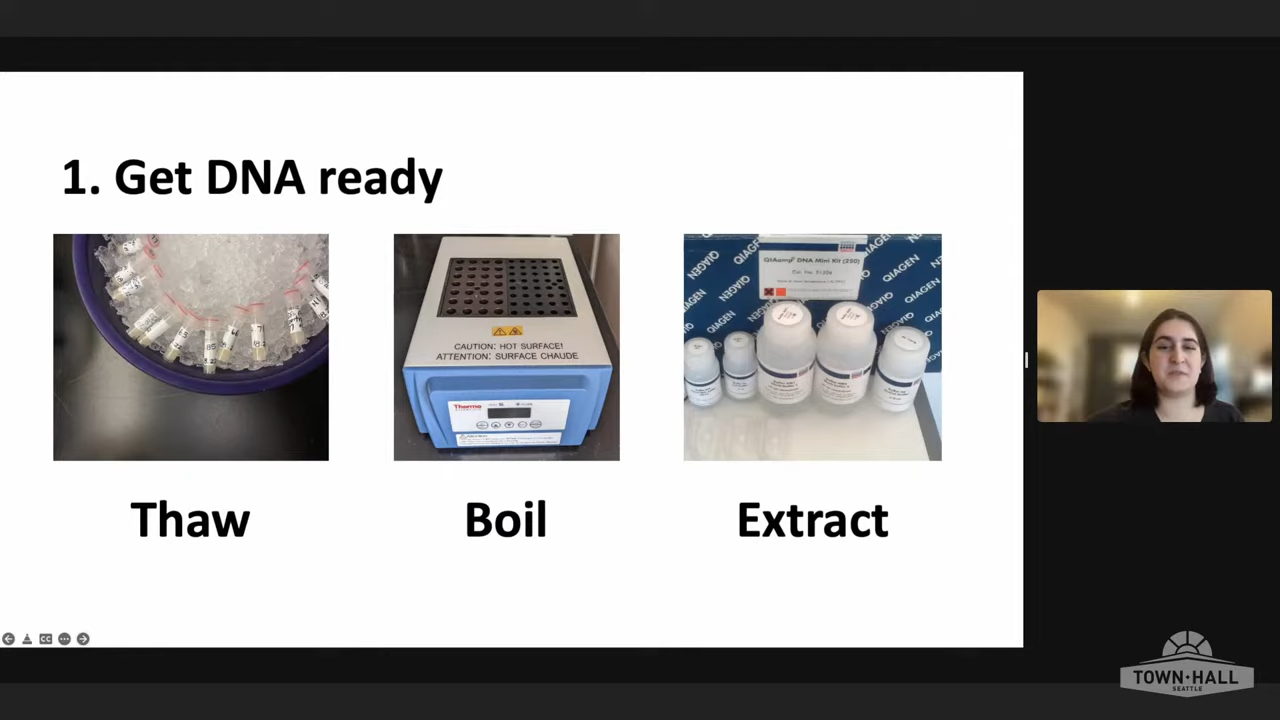 1. Get DNA ready
QIAGEN
QIAamp DNA Mini Kit (250)
CAUTION: HOT SURFACE!
ATTENTION: SURFACE CHAUDE
Thermo
Thaw
Boil
Extract
CC
TOWN·HALL
SEATTLE